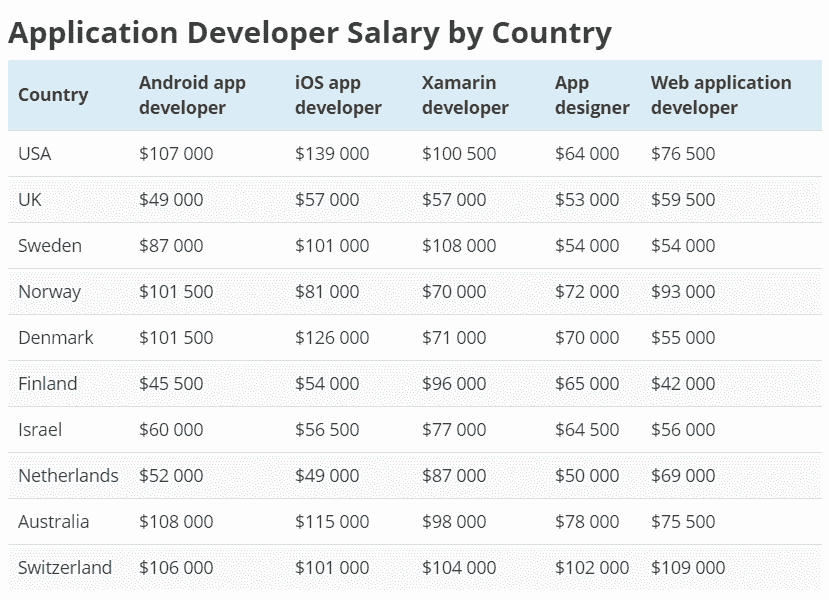 Application Developer Salary by Country
Country Android app developer iOS app developer Xamarin developer App designer Web application developer
USA $107 000 $139 000 $100 500 $64 000 $76 500
UK $49 000 $57 000 $57 000 $53 000 $59 500
Sweden $87 000 $101 000 $108 000 $54 000 $54 000
Norway $101 500 $81 000 $70 000 $72 000 $93 000
Denmark $101 500 $126 000 $71 000 $70 000 $55 000
Finland $45 500 $54 000 $96 000 $65 000 $42 000
Israel $60 000 $56 500 $77 000 $64 500 $56 000
Netherlands $52 000 $49 000 $87 000 $50 000 $69 000
Australia $108 000 $115 000 $98 000 $78 000 $75 500
Switzerland $106 000 $101 000 $104 000 $102 000 $109 000